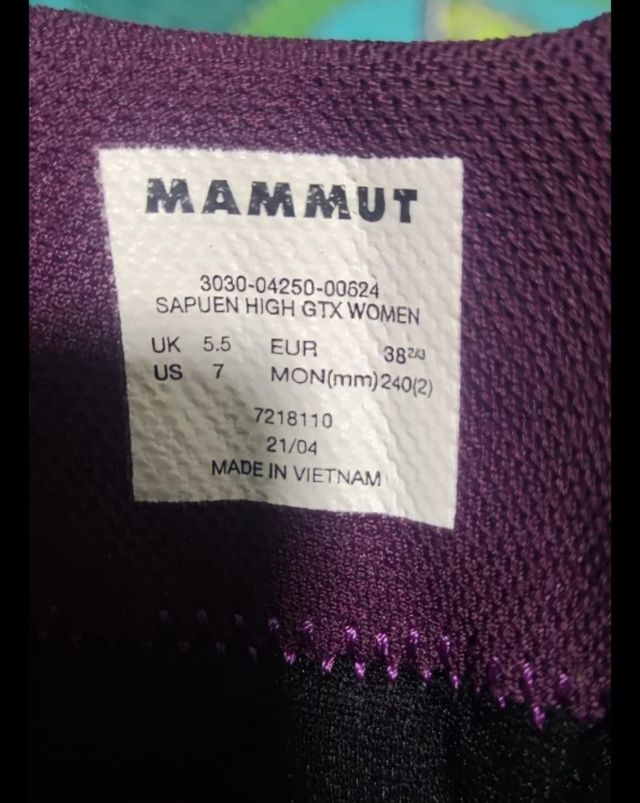 MAMMUT
3030-04250-00624
SAPUEN HIGH GTX WOMEN
UK 5.5 EUR 38 2/3
US 7 MON(mm) 240(2)
7218110
21/04
MADE IN VIETNAM